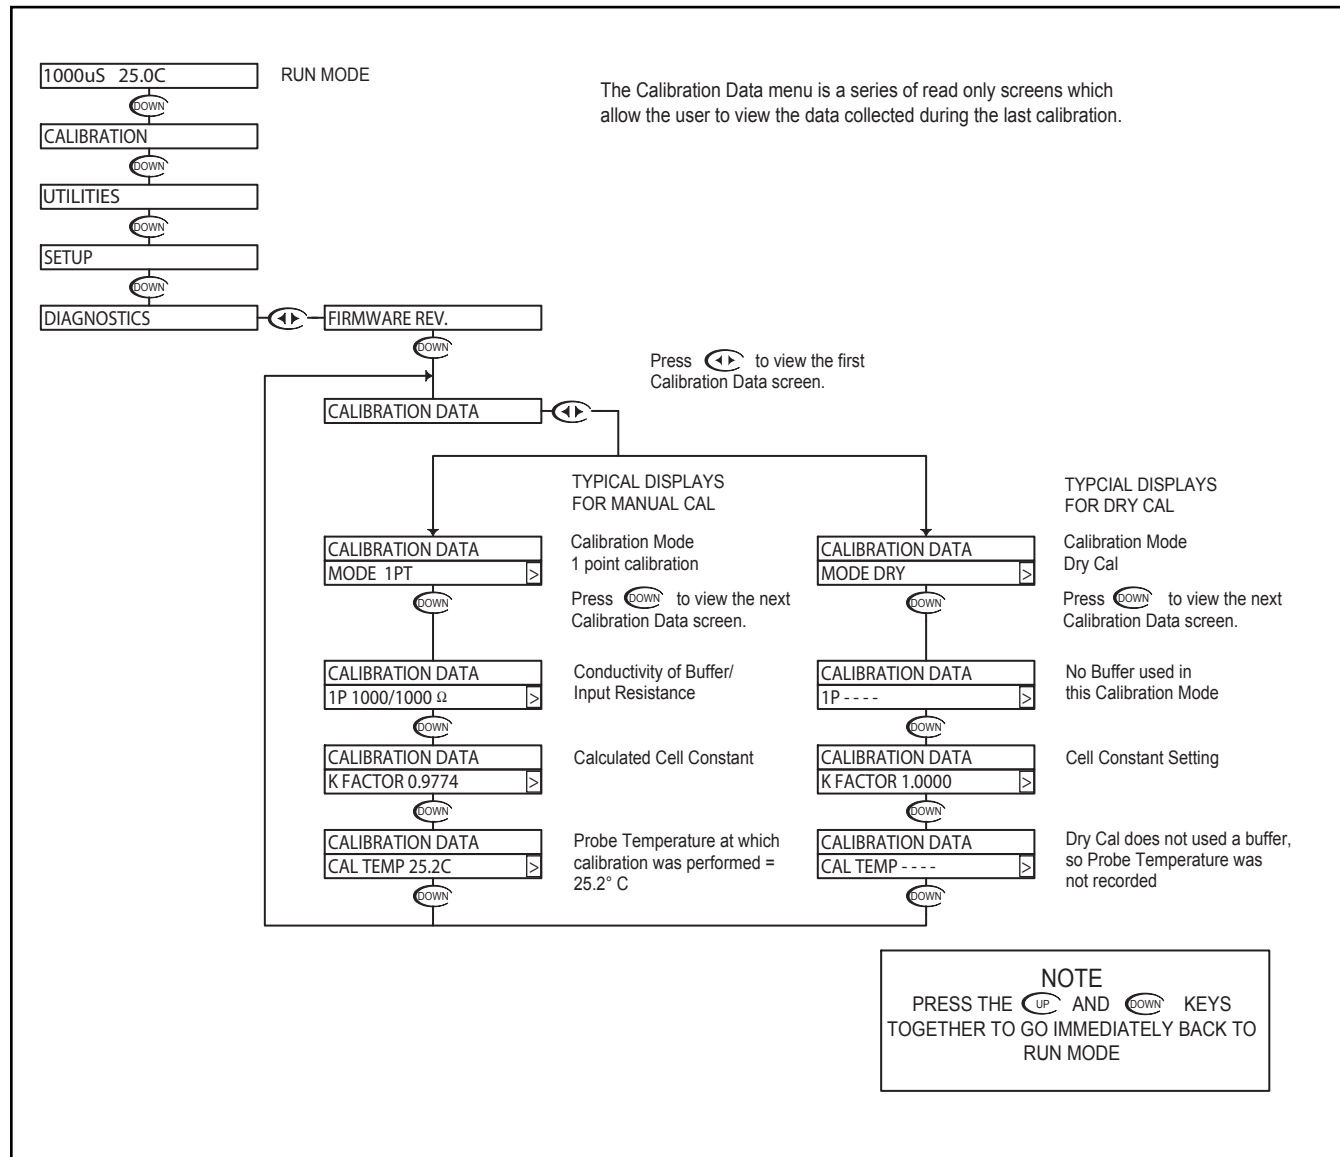 1000uS 25.0C
RUN MODE
The Calibration Data menu is a series of read only screens which
allow the user to view the data collected during the last calibration.
DOWN
CALIBRATION
DOWN
UTILITIES
DOWN
SETUP
DOWN
DIAGNOSTICS
FIRMWARE REV.
DOWN
Press to view the first
Calibration Data screen.
CALIBRATION DATA
TYPICAL DISPLAYS
FOR MANUAL CAL
CALIBRATION DATA
MODE 1PT >
Calibration Mode
1 point calibration
DOWN
Press DOWN to view the next
Calibration Data screen.
CALIBRATION DATA
1P 1000/1000 Ω >
Conductivity of Buffer/
Input Resistance
DOWN
CALIBRATION DATA
K FACTOR 0.9774 >
Calculated Cell Constant
DOWN
CALIBRATION DATA
CAL TEMP 25.2C >
Probe Temperature at which
calibration was performed =
25.2° C
DOWN
TYPCIAL DISPLAYS
FOR DRY CAL
CALIBRATION DATA
MODE DRY >
Calibration Mode
Dry Cal
DOWN
Press DOWN to view the next
Calibration Data screen.
CALIBRATION DATA
1P - - - - >
No Buffer used in
this Calibration Mode
DOWN
CALIBRATION DATA
K FACTOR 1.0000 >
Cell Constant Setting
DOWN
CALIBRATION DATA
CAL TEMP - - - - >
Dry Cal does not used a buffer,
so Probe Temperature was
not recorded
DOWN
NOTE
PRESS THE UP AND DOWN KEYS
TOGETHER TO GO IMMEDIATELY BACK TO
RUN MODE